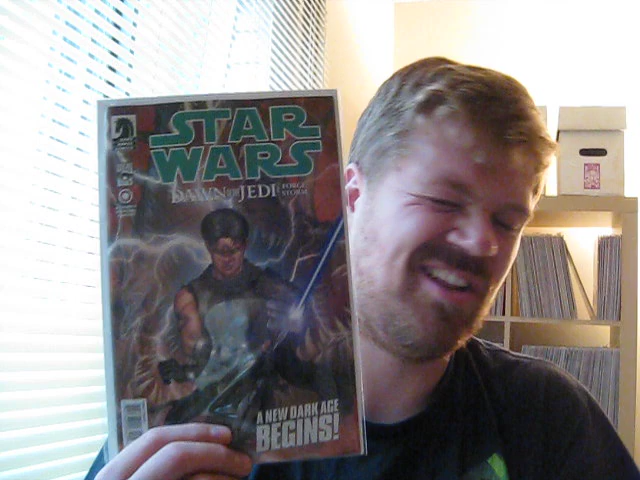 STAR
WARS
DAWN OF THE JEDI FORCE
STORM
A NEW DARK AGE
BEGINS!